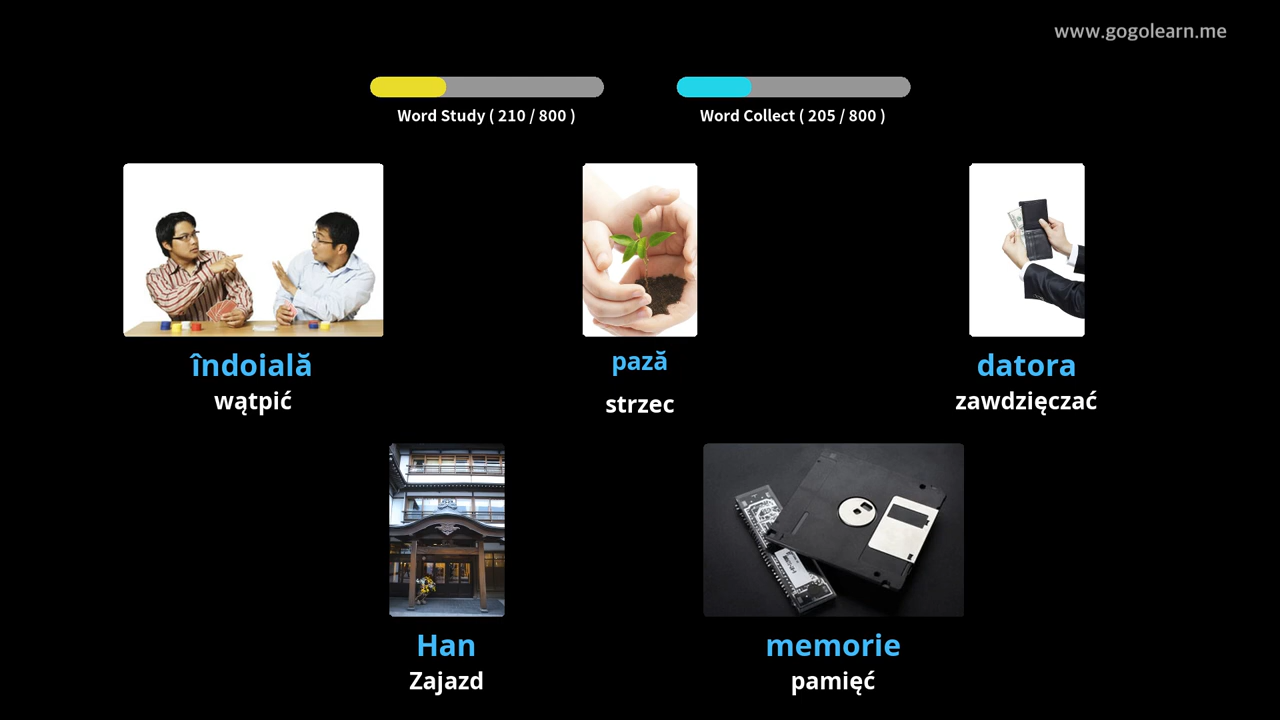 www.gogolearn.me
Word Study ( 210 / 800 )
Word Collect ( 205 / 800 )
îndoială
wątpić
pază
strzec
datora
zawdzięczać
Han
Zajazd
memorie
pamięć